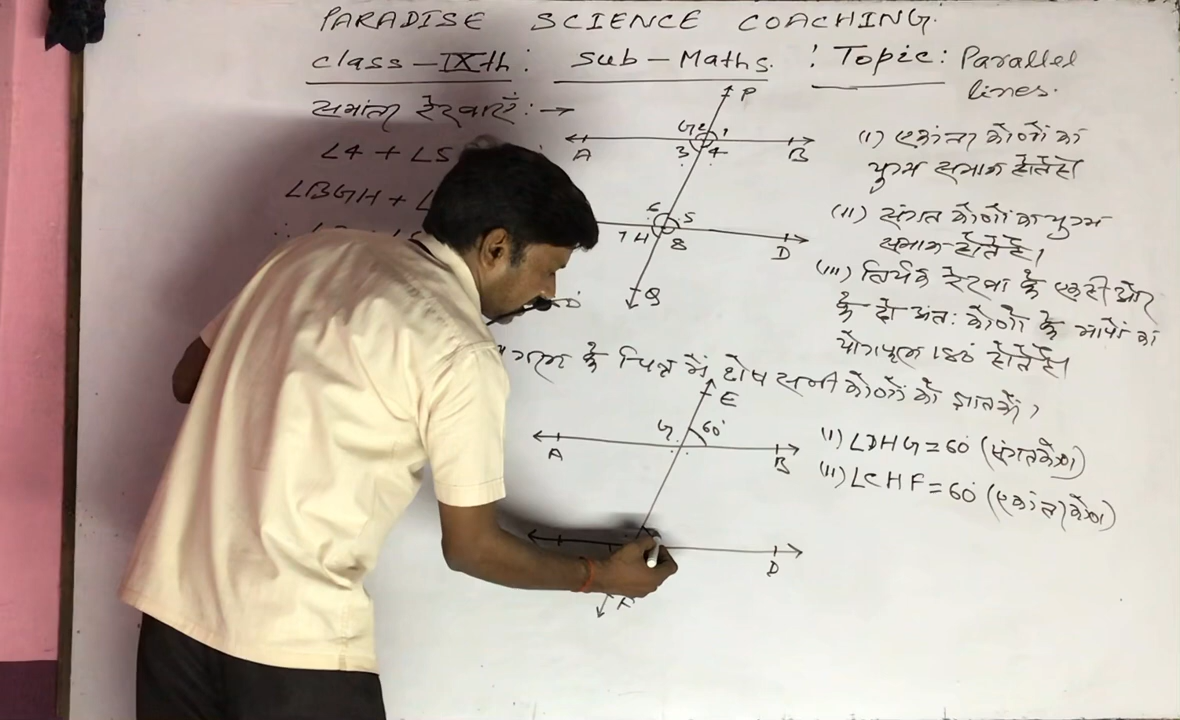 PARADISE SCIENCE COACHING.
class-IXth: Sub-Maths. : Topic: Parallel lines.
समांतर रेखाएँ: →
∠4 + ∠5
∠BGH + ∠
P
G 2 1
A 3 4 B
6 5
7 H 8 D
Q
(i) एकांतर कोणों का
युग्म समान होते हैं
(ii) संगत कोणों का युग्म
समान होते हैं।
(iii) तिर्यक रेखा के एक ही ओर
के दो अंतः कोणों के मापों का
योगफल 180° होते हैं।
के चित्र में शेष सभी कोणों को ज्ञात करें।
E
G 60°
A B
D
F
(i) ∠DHG = 60° (संगत कोण)
(ii) ∠CHF = 60° (एकांतर कोण)